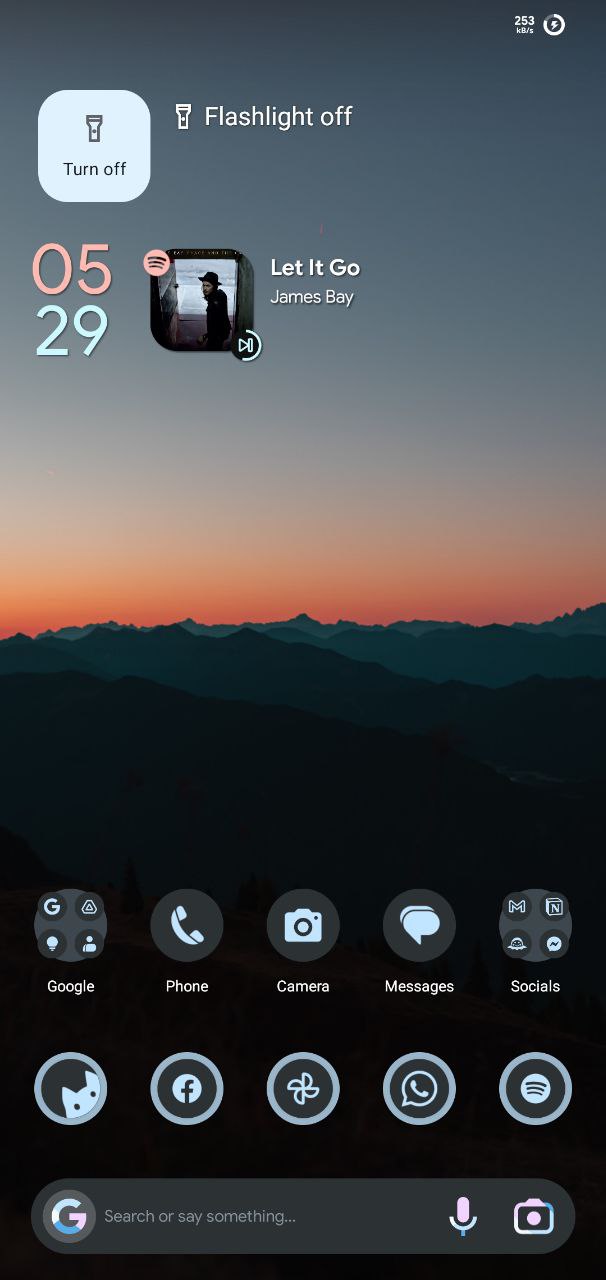 253
kB/s
Flashlight off
Turn off
05
29
Let It Go
James Bay
Google
Phone
Camera
Messages
Socials
Search or say something...